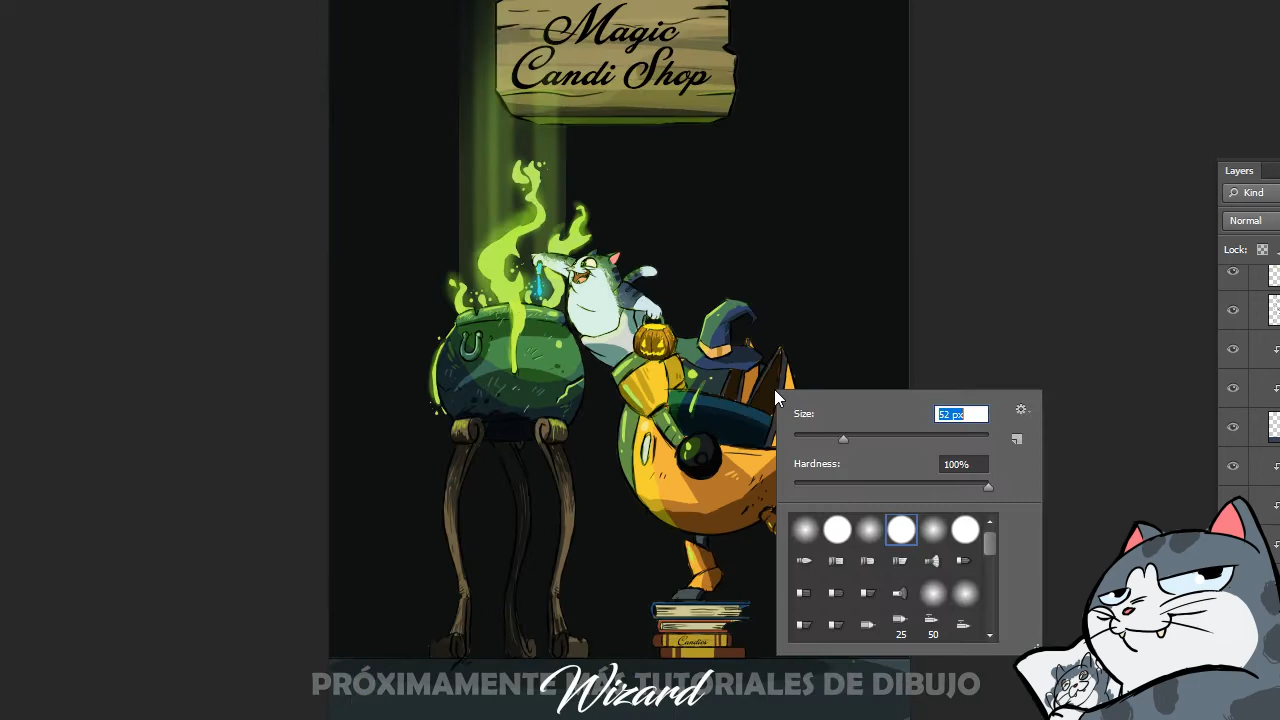 Magic
Candi Shop
Layers
Kind
Normal
Lock:
Size:
52 px
Hardness:
100%
25
50
Candies
PRÓXIMAMENTE MÁS TUTORIALES DE DIBUJO
Wizard